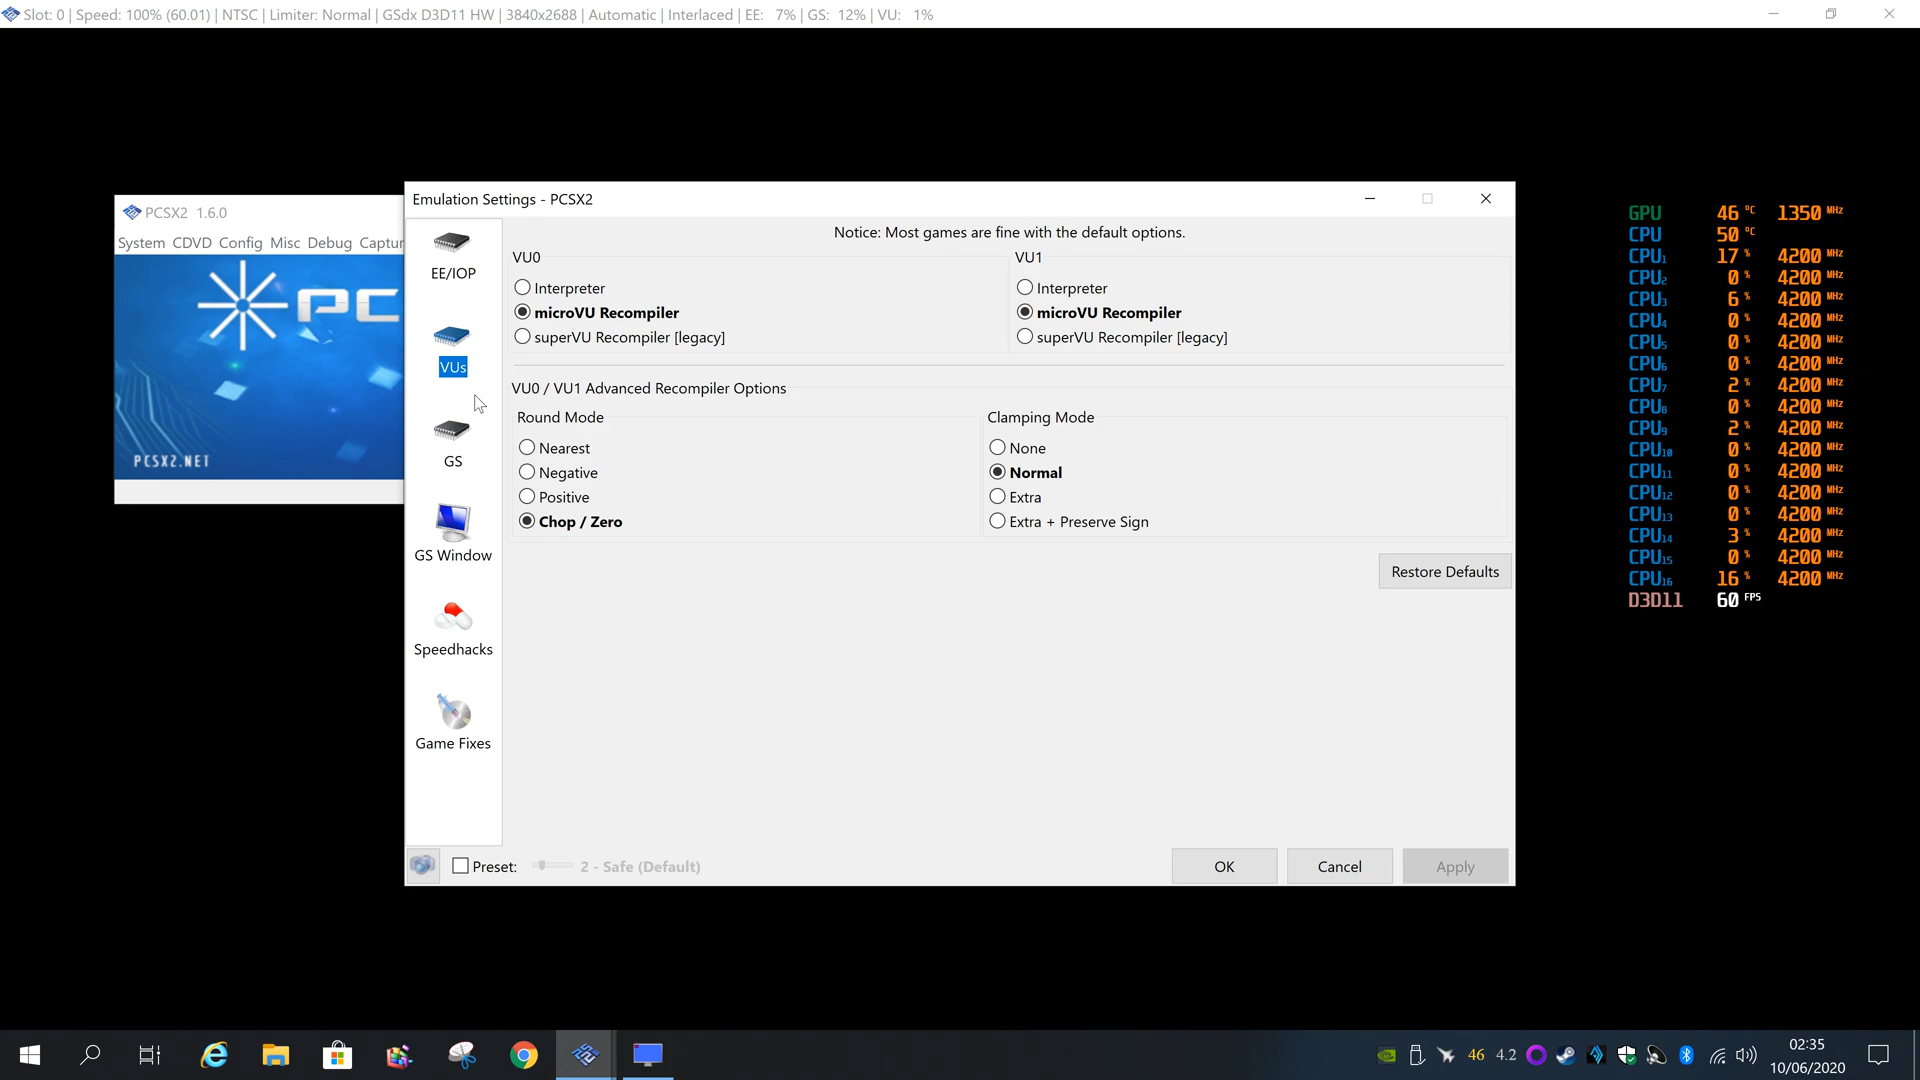 Slot: 0 | Speed: 100% (60.01) | NTSC | Limiter: Normal | GSdx D3D11 HW | 3840x2688 | Automatic | Interlaced | EE: 7% | GS: 12% | VU: 1%
PCSX2 1.6.0
System CDVD Config Misc Debug Captur
PC
PCSX2.NET
Emulation Settings - PCSX2
EE/IOP
VUs
GS
GS Window
Speedhacks
Game Fixes
Notice: Most games are fine with the default options.
VU0
Interpreter
microVU Recompiler
superVU Recompiler [legacy]
VU1
Interpreter
microVU Recompiler
superVU Recompiler [legacy]
VU0 / VU1 Advanced Recompiler Options
Round Mode
Nearest
Negative
Positive
Chop / Zero
Clamping Mode
None
Normal
Extra
Extra + Preserve Sign
Restore Defaults
Preset: 2 - Safe (Default)
OK Cancel Apply
GPU 46 °C 1350 MHz
CPU 50 °C
CPU1 17 % 4200 MHz
CPU2 0 % 4200 MHz
CPU3 6 % 4200 MHz
CPU4 0 % 4200 MHz
CPU5 0 % 4200 MHz
CPU6 0 % 4200 MHz
CPU7 2 % 4200 MHz
CPU8 0 % 4200 MHz
CPU9 2 % 4200 MHz
CPU10 0 % 4200 MHz
CPU11 0 % 4200 MHz
CPU12 0 % 4200 MHz
CPU13 0 % 4200 MHz
CPU14 3 % 4200 MHz
CPU15 0 % 4200 MHz
CPU16 16 % 4200 MHz
D3D11 60 FPS
46 4.2
02:35
10/06/2020